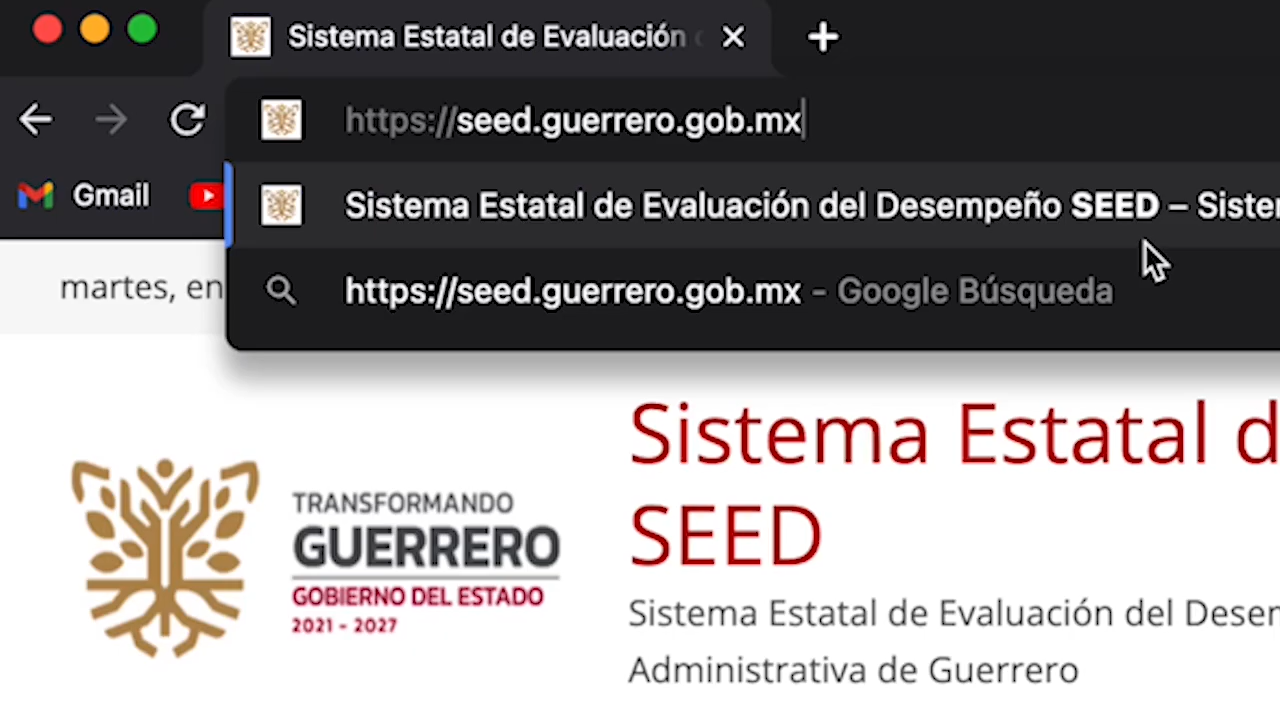 Sistema Estatal de Evaluación
https://seed.guerrero.gob.mx
Gmail
Sistema Estatal de Evaluación del Desempeño SEED – Sister
https://seed.guerrero.gob.mx – Google Búsqueda
martes, en
Sistema Estatal d
SEED
TRANSFORMANDO
GUERRERO
GOBIERNO DEL ESTADO
2021 - 2027
Sistema Estatal de Evaluación del Deser
Administrativa de Guerrero